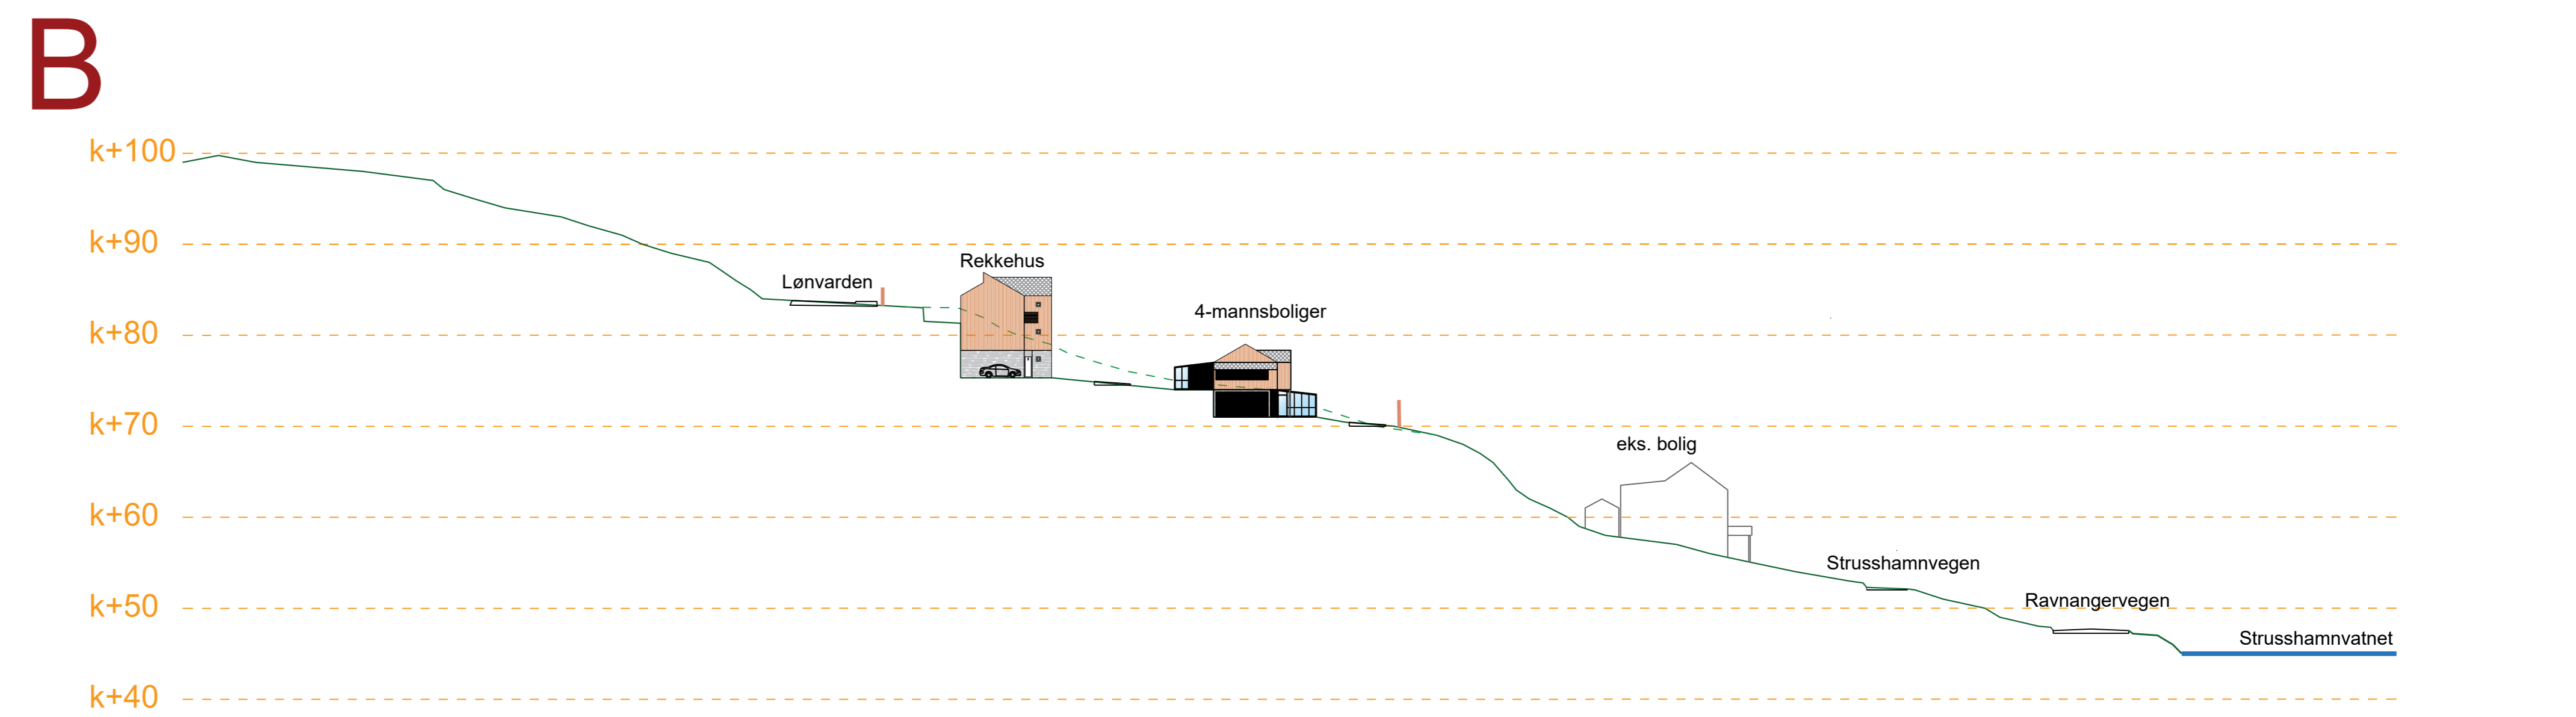 B
k+100
k+90
Rekkehus
Lønvarden
4-mannsboliger
k+80
k+70
eks. bolig
k+60
Strusshamnvegen
k+50
Ravnangervegen
Strusshamnvatnet
k+40